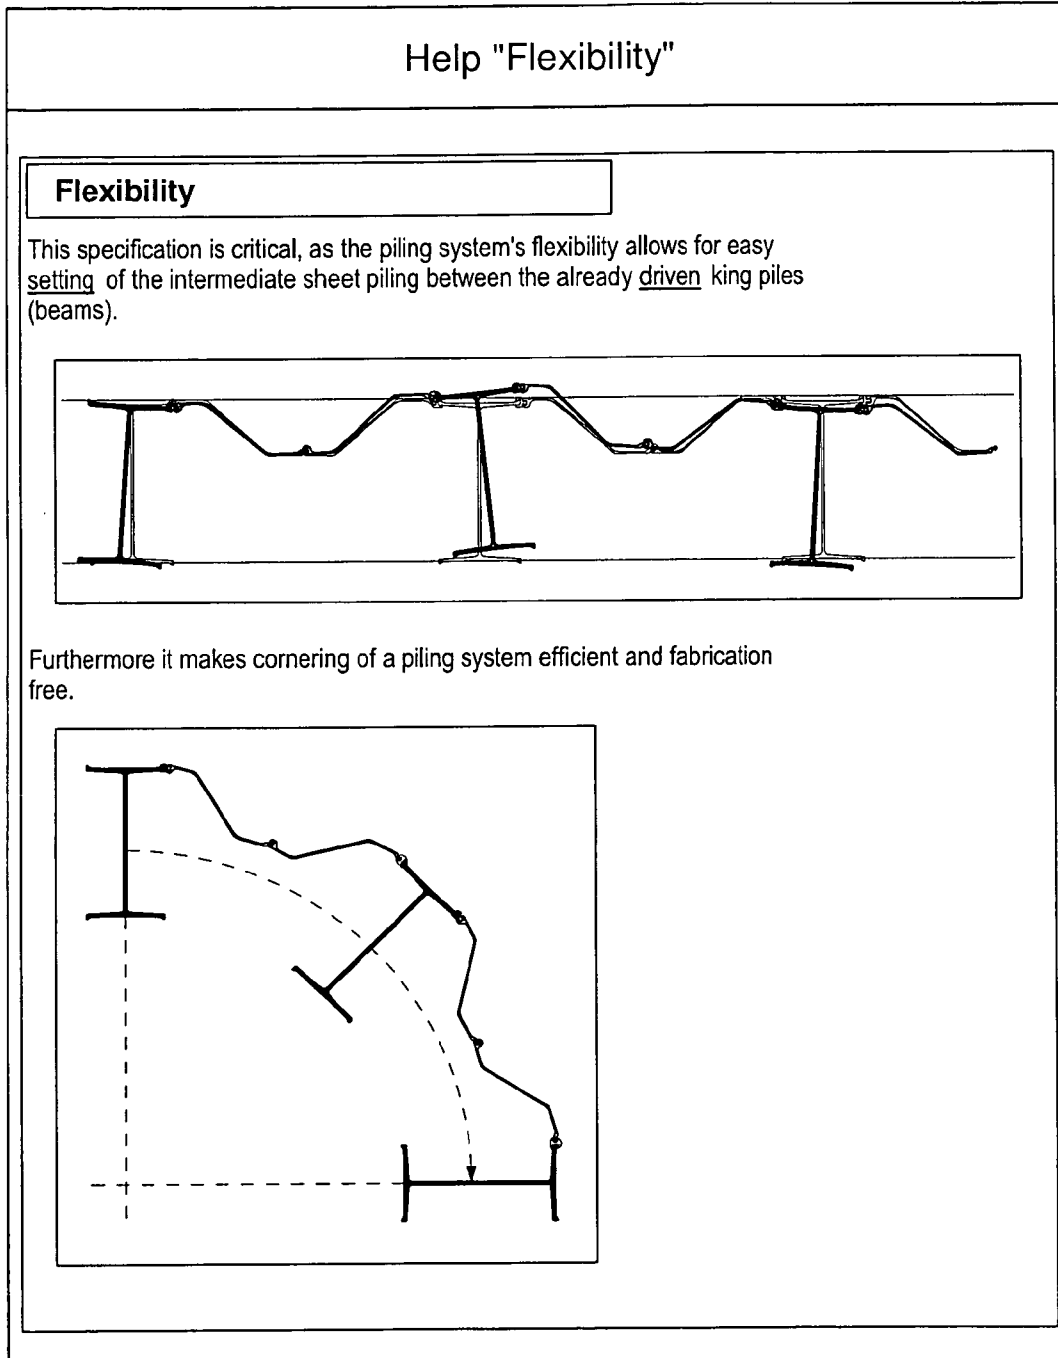 Help "Flexibility"
Flexibility
This specification is critical, as the piling system's flexibility allows for easy
setting of the intermediate sheet piling between the already driven king piles
(beams).
Furthermore it makes cornering of a piling system efficient and fabrication
free.